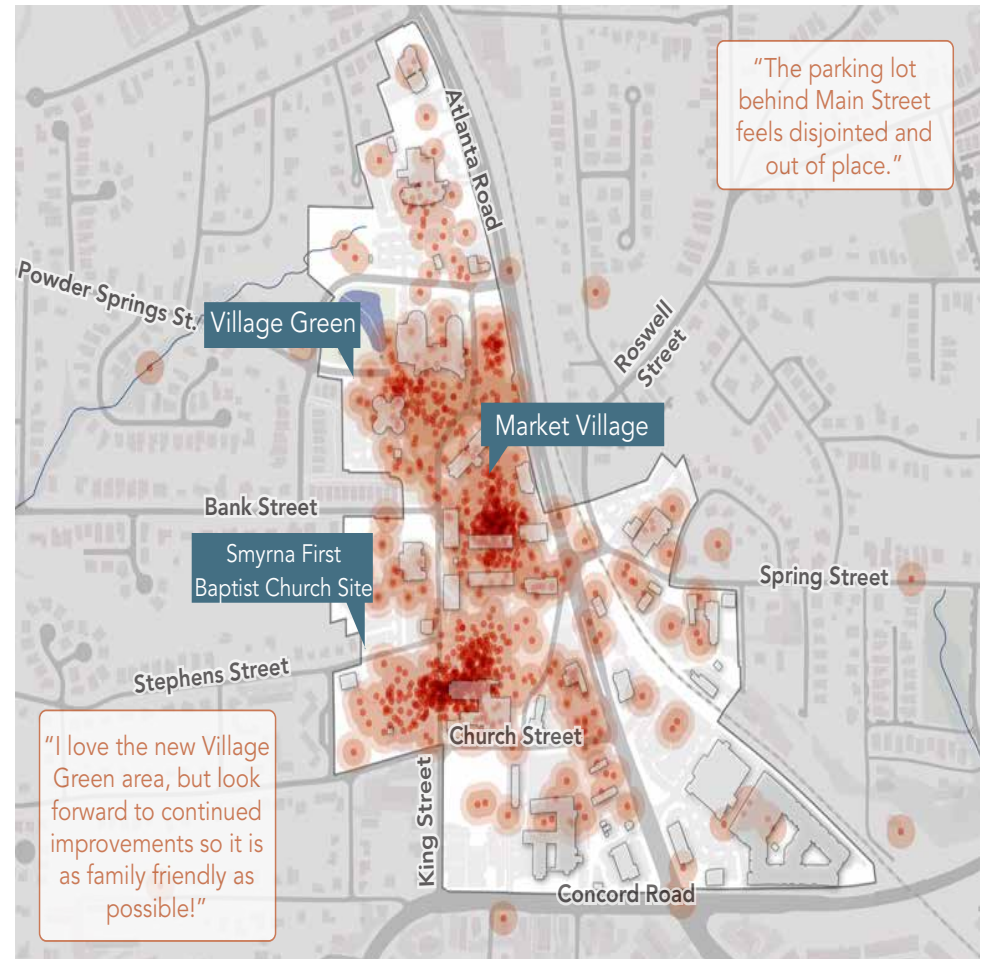 "The parking lot
behind Main Street
feels disjointed and
out of place."
Atlanta Road
Powder Springs St.
Village Green
Roswell
Street
Market Village
Bank Street
Smyrna First
Baptist Church Site
Spring Street
Stephens Street
"I love the new Village
Green area, but look
forward to continued
improvements so it is
as family friendly as
possible!"
Church Street
King Street
Concord Road